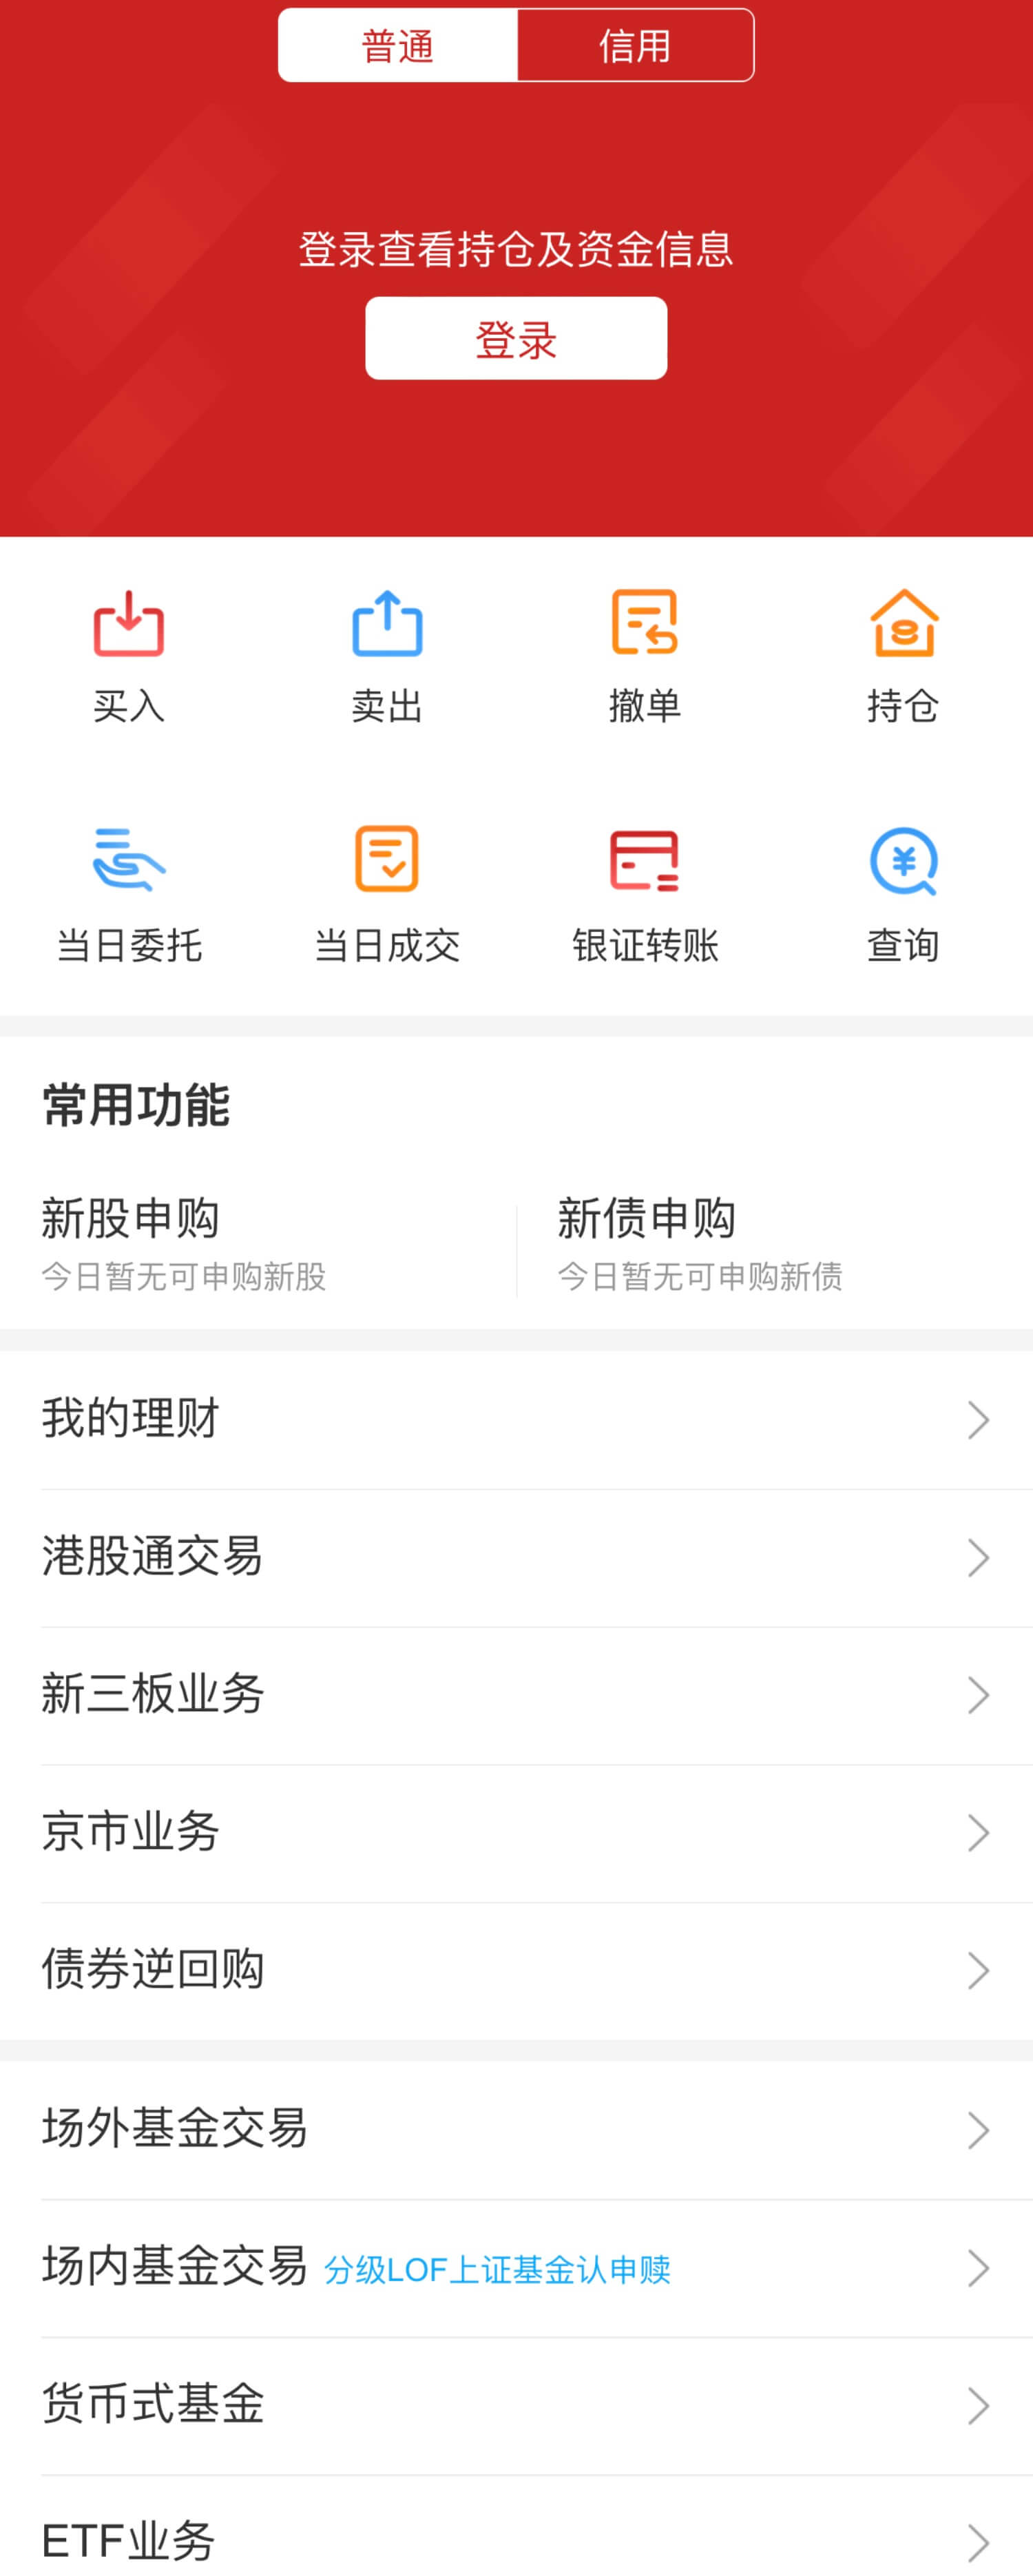 普通 信用
登录查看持仓及资金信息
登录
买入 卖出 撤单 持仓
当日委托 当日成交 银证转账 查询
常用功能
新股申购 新债申购
今日暂无可申购新股 今日暂无可申购新债
我的理财
港股通交易
新三板业务
京市业务
债券逆回购
场外基金交易
场内基金交易 分级LOF上证基金认申赎
货币式基金
ETF业务